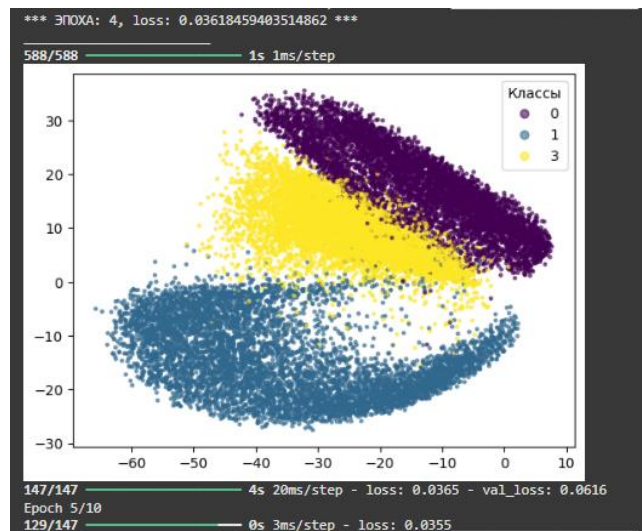 *** ЭПОХА: 4, loss: 0.03618459403514862 ***
588/588 1s 1ms/step
Классы
0
1
3
30
20
10
0
−10
−20
−30
−60 −50 −40 −30 −20 −10 0 10
147/147 4s 20ms/step - loss: 0.0365 - val_loss: 0.0616
Epoch 5/10
129/147 0s 3ms/step - loss: 0.0355